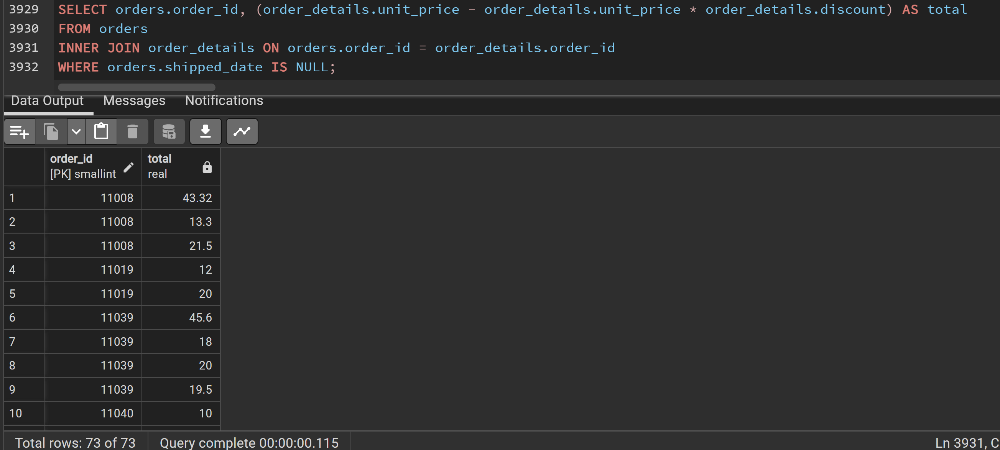 3929 SELECT orders.order_id, (order_details.unit_price - order_details.unit_price * order_details.discount) AS total
3930 FROM orders
3931 INNER JOIN order_details ON orders.order_id = order_details.order_id
3932 WHERE orders.shipped_date IS NULL;
Data Output Messages Notifications
order_id total
[PK] smallint real
1 11008 43.32
2 11008 13.3
3 11008 21.5
4 11019 12
5 11019 20
6 11039 45.6
7 11039 18
8 11039 20
9 11039 19.5
10 11040 10
Total rows: 73 of 73 Query complete 00:00:00.115 Ln 3931, C